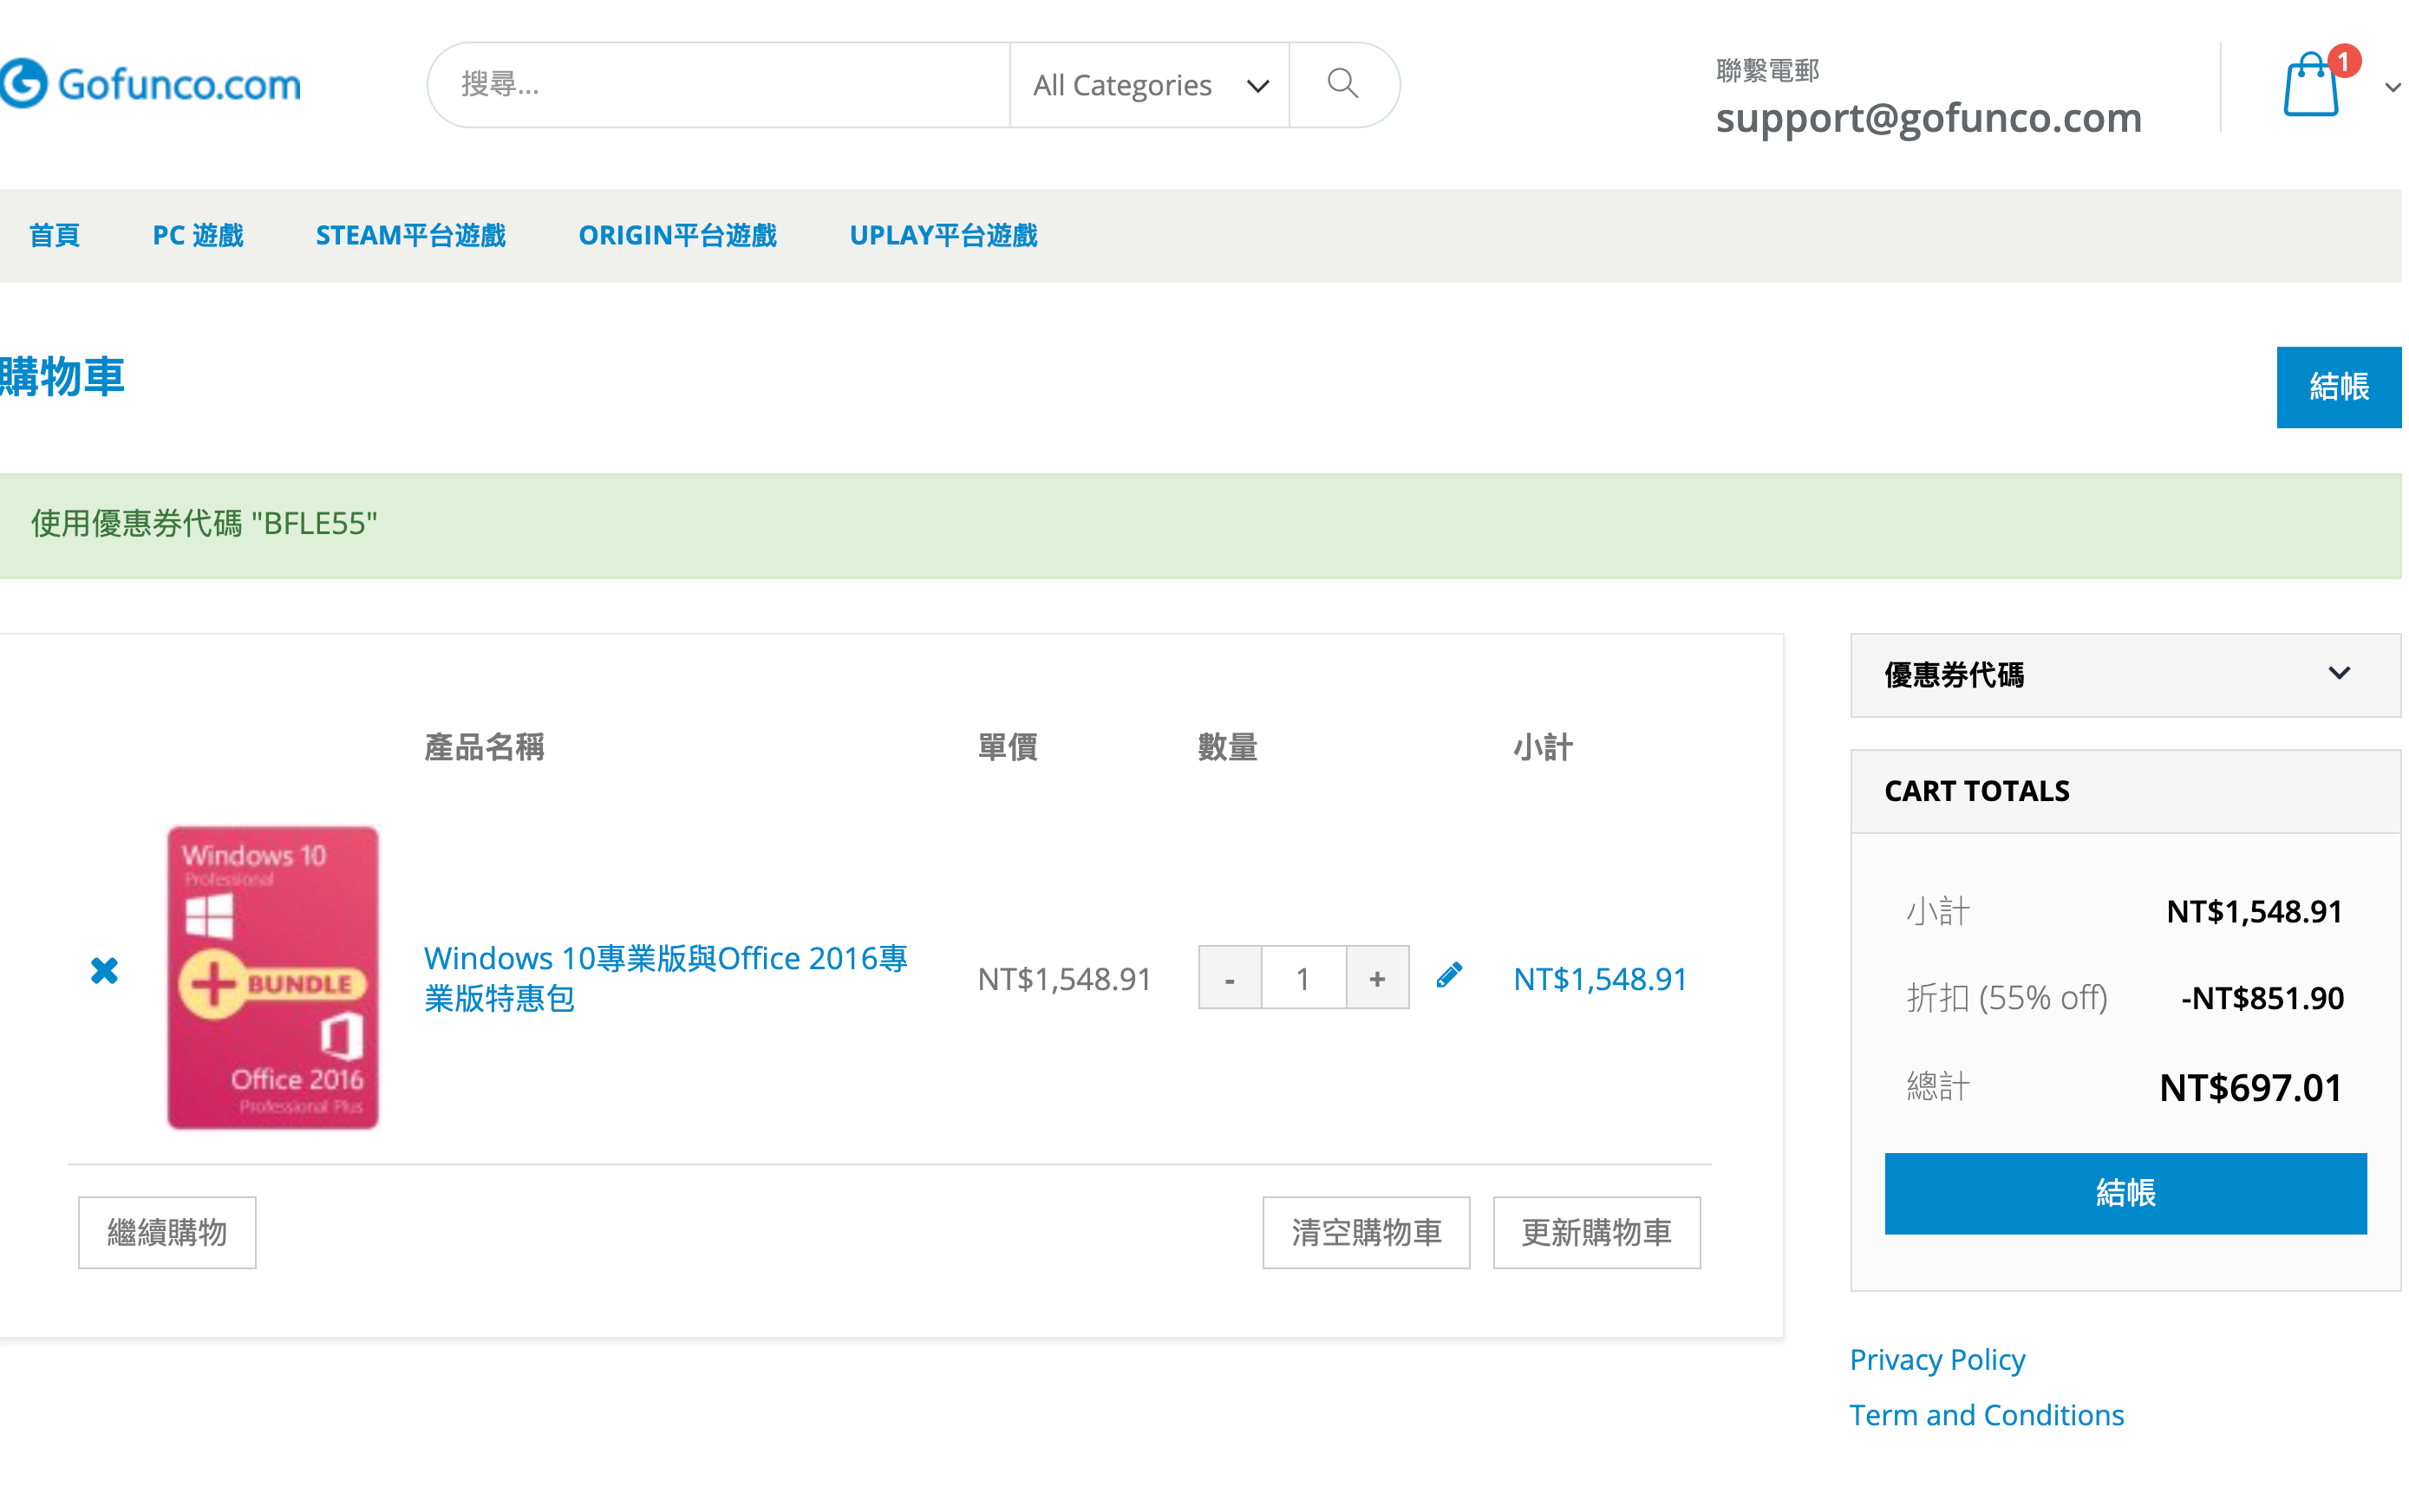 Gofunco.com
搜尋...
All Categories
聯繫電郵
support@gofunco.com
1
首頁
PC 遊戲
STEAM平台遊戲
ORIGIN平台遊戲
UPLAY平台遊戲
購物車
結帳
使用優惠券代碼 "BFLE55"
產品名稱
單價
數量
小計
Windows 10
Professional
BUNDLE
Office 2016
Professional Plus
Windows 10專業版與Office 2016專
業版特惠包
NT$1,548.91
-
1
+
NT$1,548.91
繼續購物
清空購物車
更新購物車
優惠券代碼
CART TOTALS
小計
NT$1,548.91
折扣 (55% off)
-NT$851.90
總計
NT$697.01
結帳
Privacy Policy
Term and Conditions